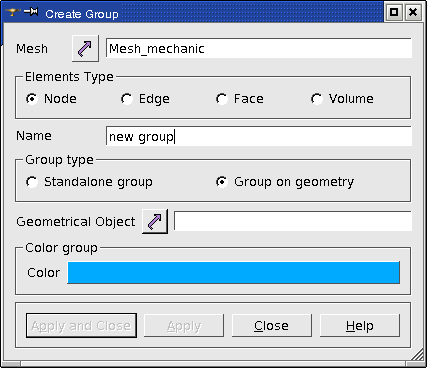 Create Group
Mesh Mesh_mechanic
Elements Type
Node Edge Face Volume
Name new group
Group type
Standalone group Group on geometry
Geometrical Object
Color group
Color
Apply and Close Apply Close Help